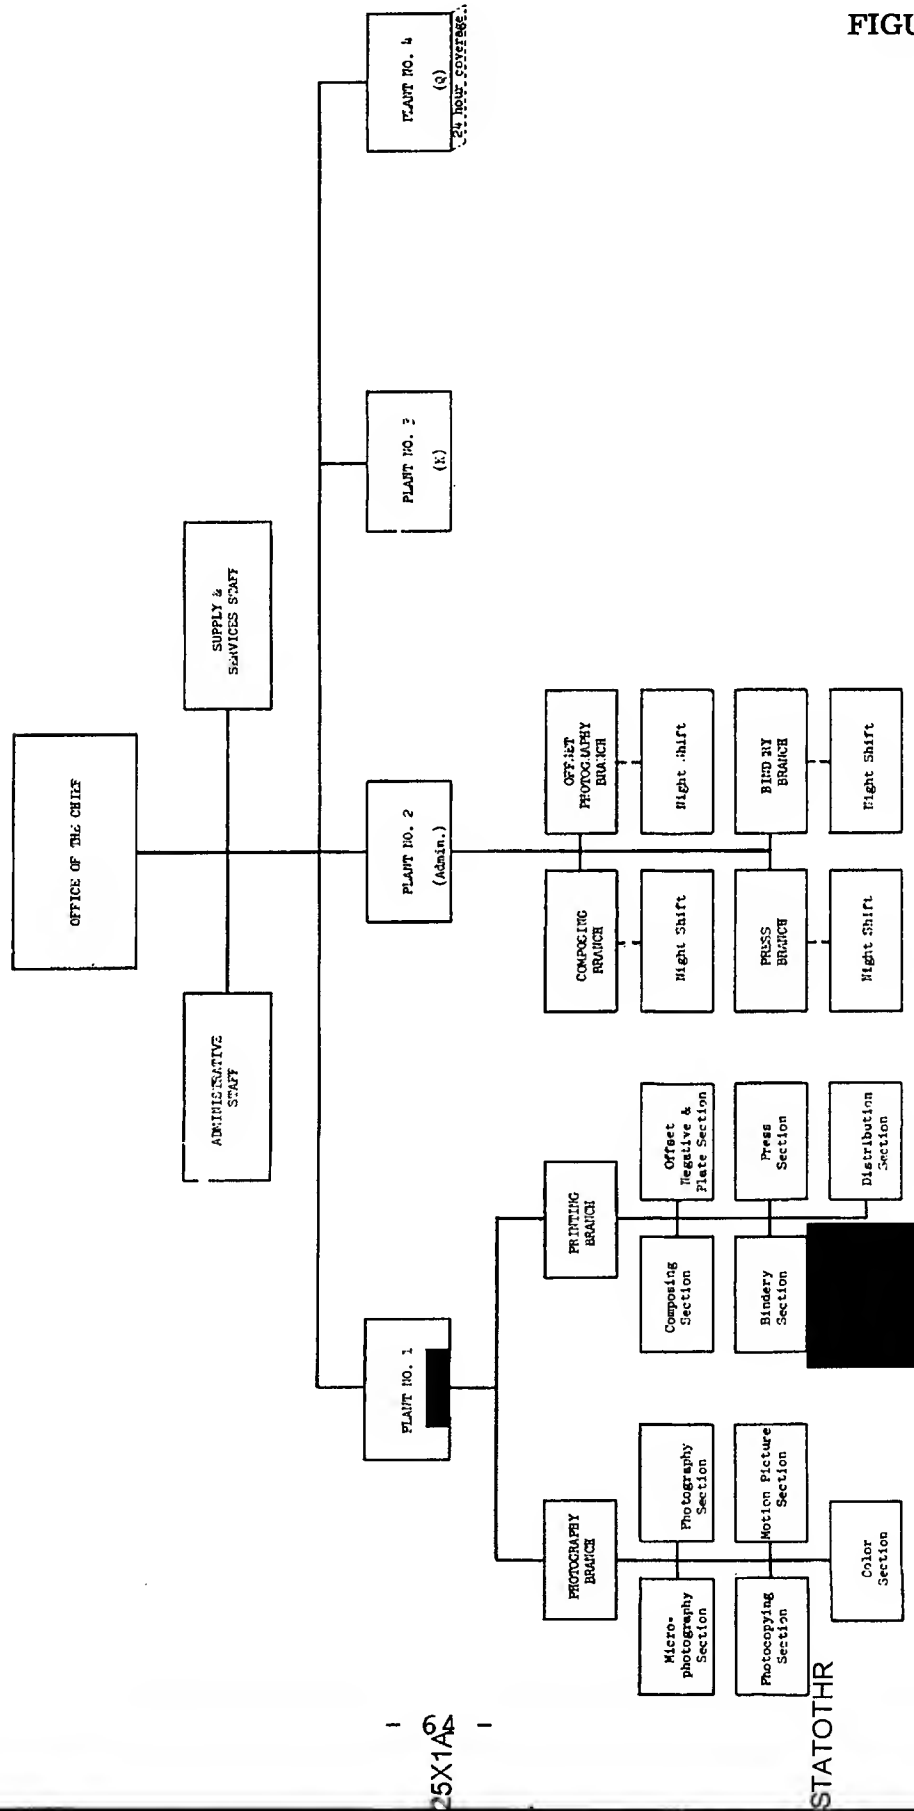 FIGU
OFFICE OF THE CHIEF
ADMINISTRATIVE
STAFF
SUPPLY &
SERVICES STAFF
PLANT NO. 1
PLANT NO. 2
(Admin.)
PLANT NO. 3
(K)
PLANT NO. 4
(Q)
24 hour coverage
PHOTOGRAPHY
BRANCH
PRINTING
BRANCH
Micro-
photography
Section
Photography
Section
Photocopying
Section
Motion Picture
Section
Color
Section
Composing
Section
Offset
Negative &
Plate Section
Bindery
Section
Press
Section
Distribution
Section
COMPOSING
BRANCH
OFFSET
PHOTOGRAPHY
BRANCH
Night Shift
Night Shift
PRESS
BRANCH
BINDERY
BRANCH
Night Shift
Night Shift
- 64 -
25X1A
STATOTHR